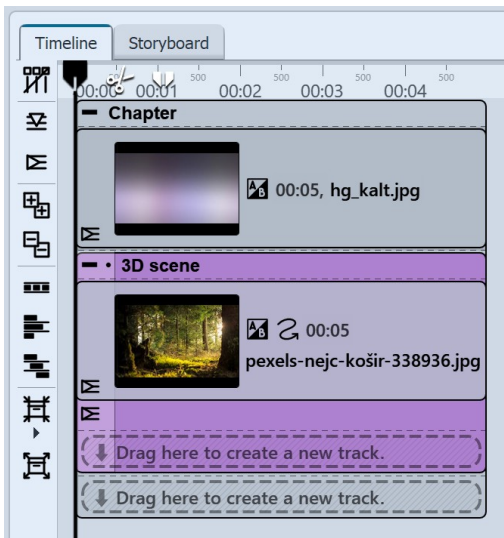 Timeline Storyboard
500 500 500 500
00:00 00:01 00:02 00:03 00:04
Chapter
A/B 00:05, hg_kalt.jpg
3D scene
A/B 00:05
pexels-nejc-košir-338936.jpg
Drag here to create a new track.
Drag here to create a new track.